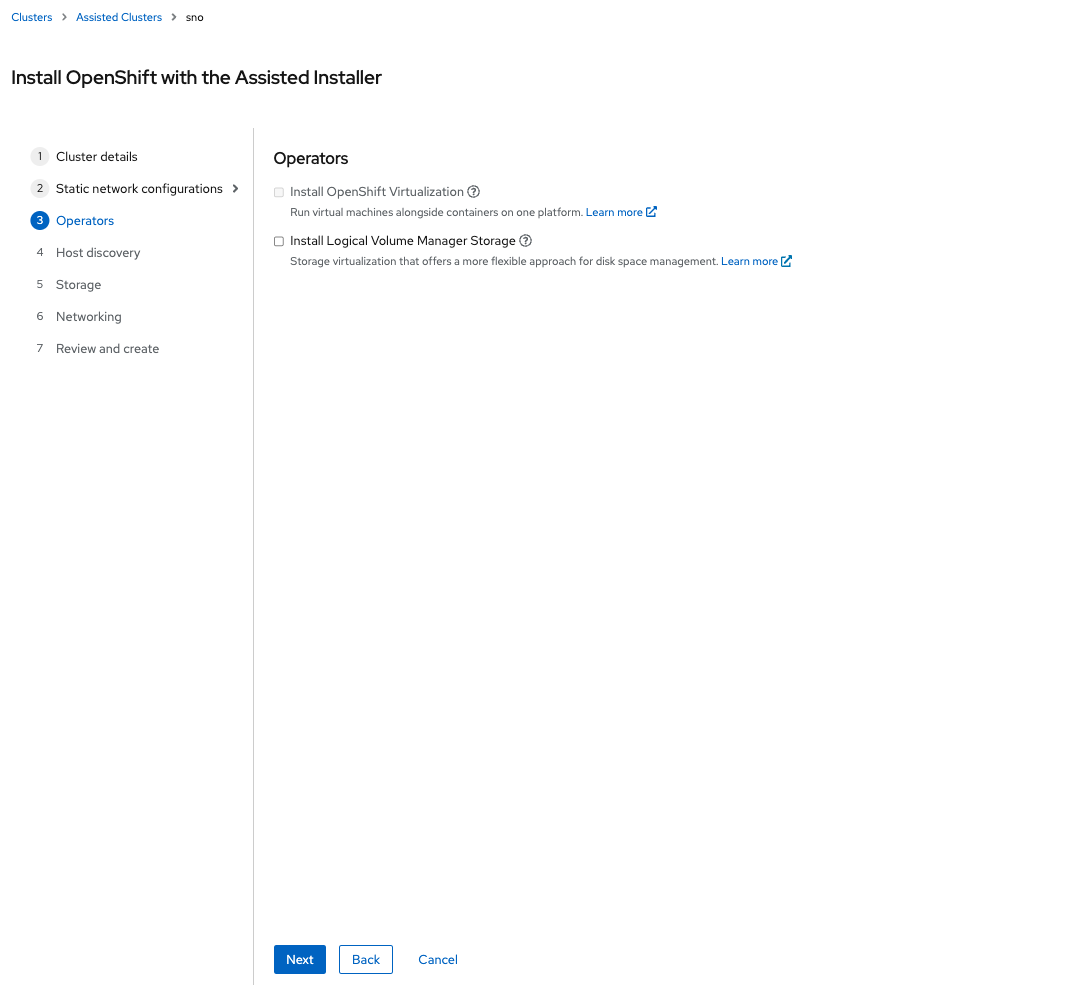 Clusters > Assisted Clusters > sno
Install OpenShift with the Assisted Installer
1 Cluster details
2 Static network configurations >
3 Operators
4 Host discovery
5 Storage
6 Networking
7 Review and create
Operators
Install OpenShift Virtualization
Run virtual machines alongside containers on one platform. Learn more
Install Logical Volume Manager Storage
Storage virtualization that offers a more flexible approach for disk space management. Learn more
Next Back Cancel